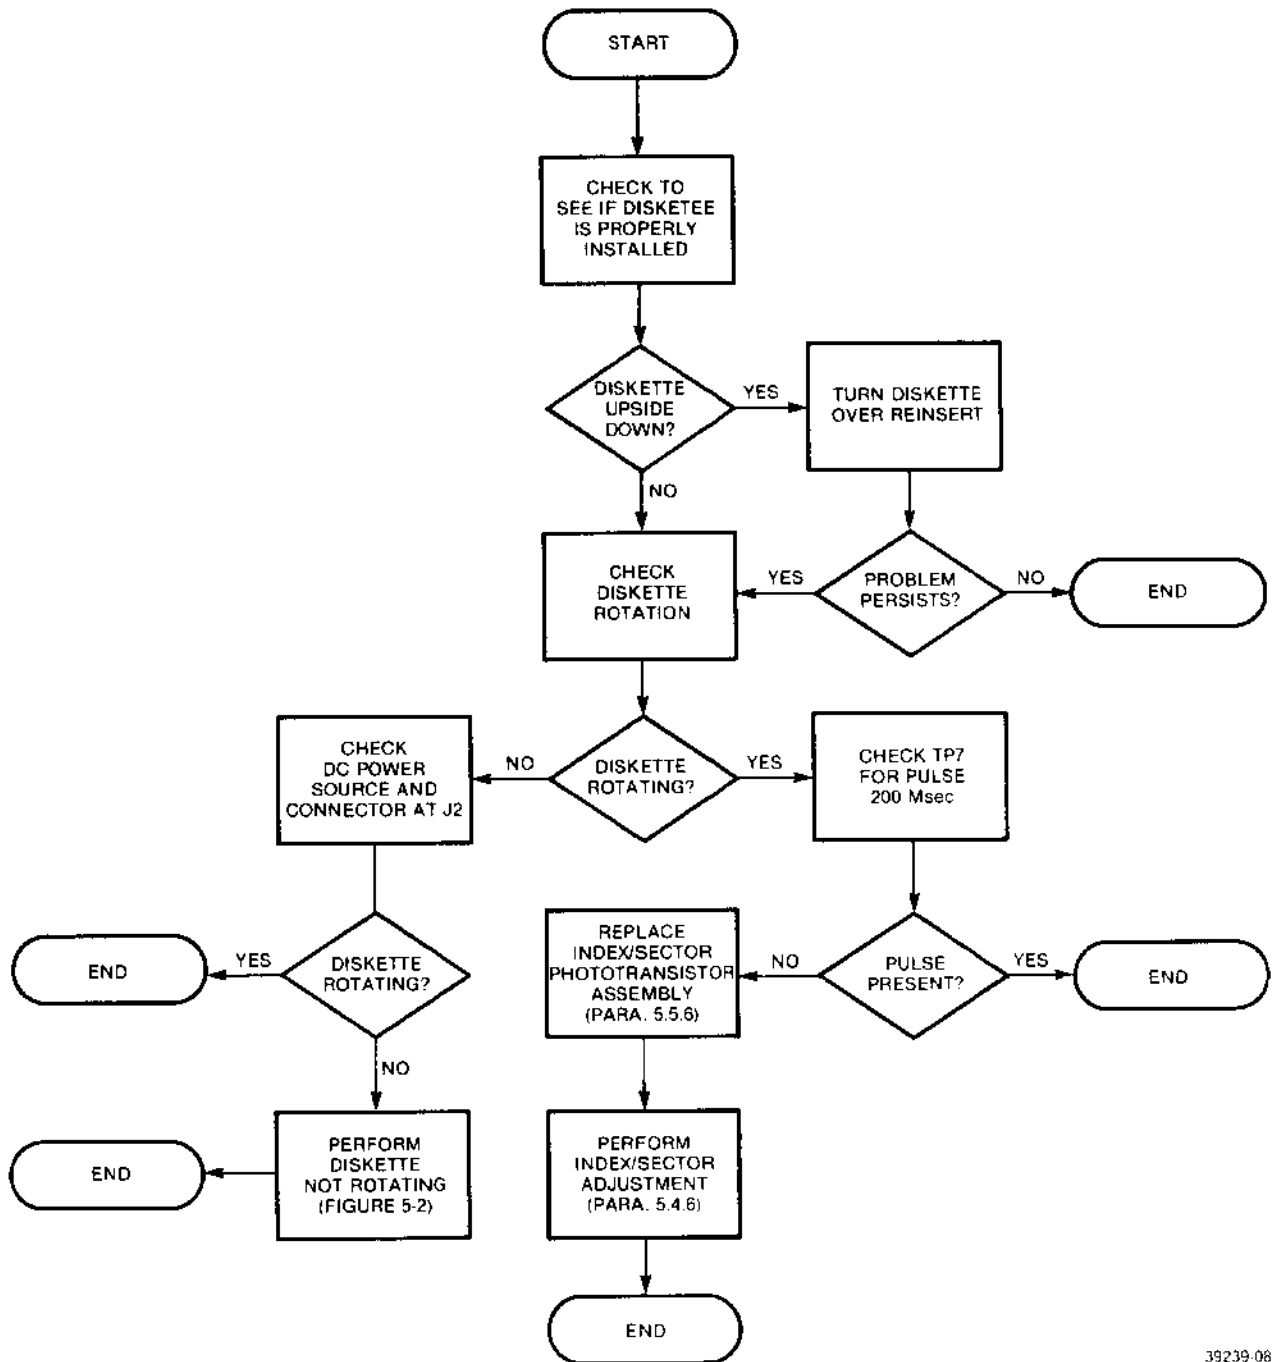 START
CHECK TO
SEE IF DISKETEE
IS PROPERLY
INSTALLED
DISKETTE
UPSIDE
DOWN?
YES
TURN DISKETTE
OVER REINSERT
NO
CHECK
DISKETTE
ROTATION
YES
PROBLEM
PERSISTS?
NO
END
CHECK
DC POWER
SOURCE AND
CONNECTOR AT J2
NO
DISKETTE
ROTATING?
YES
CHECK TP7
FOR PULSE
200 Msec
END
YES
DISKETTE
ROTATING?
REPLACE
INDEX/SECTOR
PHOTOTRANSISTOR
ASSEMBLY
(PARA. 5.5.6)
NO
PULSE
PRESENT?
YES
END
NO
END
PERFORM
DISKETTE
NOT ROTATING
(FIGURE 5-2)
PERFORM
INDEX/SECTOR
ADJUSTMENT
(PARA. 5.4.6)
END
39239-08